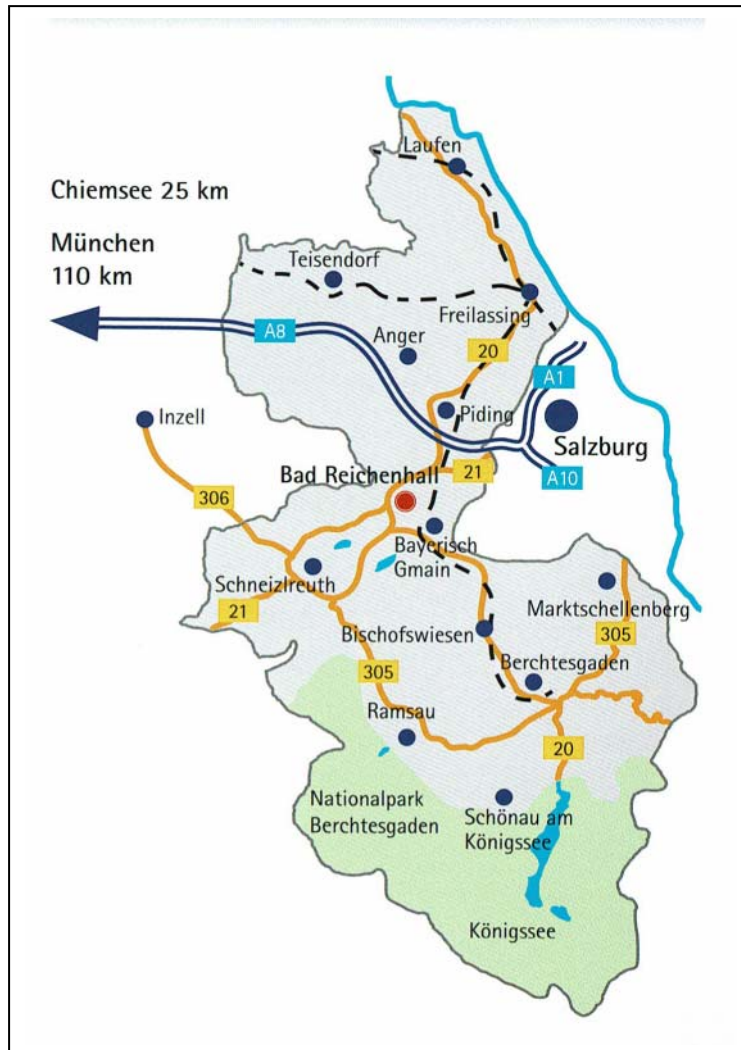 Laufen
Chiemsee 25 km
München
110 km
Teisendorf
Freilassing
A8
Anger
20
A1
Piding
Inzell
Salzburg
Bad Reichenhall
21
A10
306
Bayerisch
Gmain
Schneizlreuth
21
Marktschellenberg
Bischofswiesen
305
305
Berchtesgaden
Ramsau
20
Nationalpark
Berchtesgaden
Schönau am
Königssee
Königssee